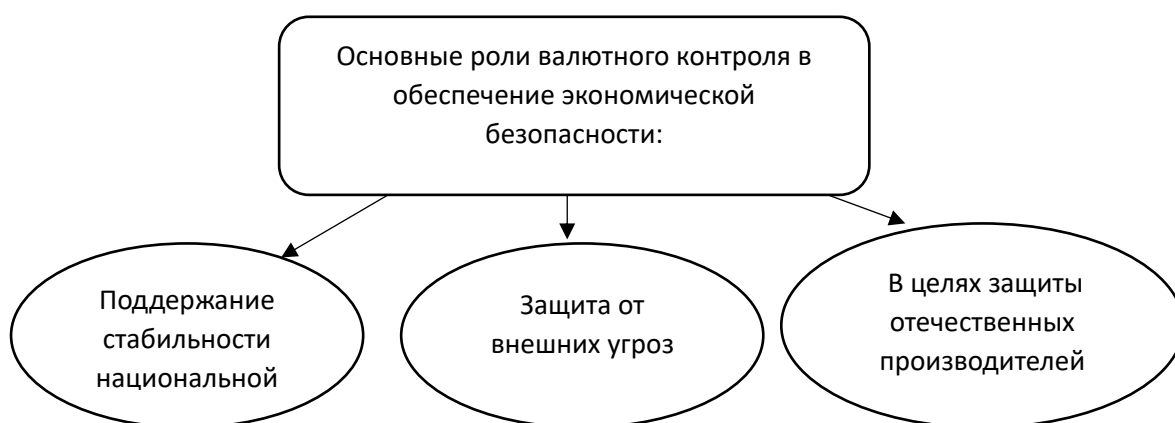 Основные роли валютного контроля в
обеспечение экономической
безопасности:
Поддержание
стабильности
национальной
Защита от
внешних угроз
В целях защиты
отечественных
производителей